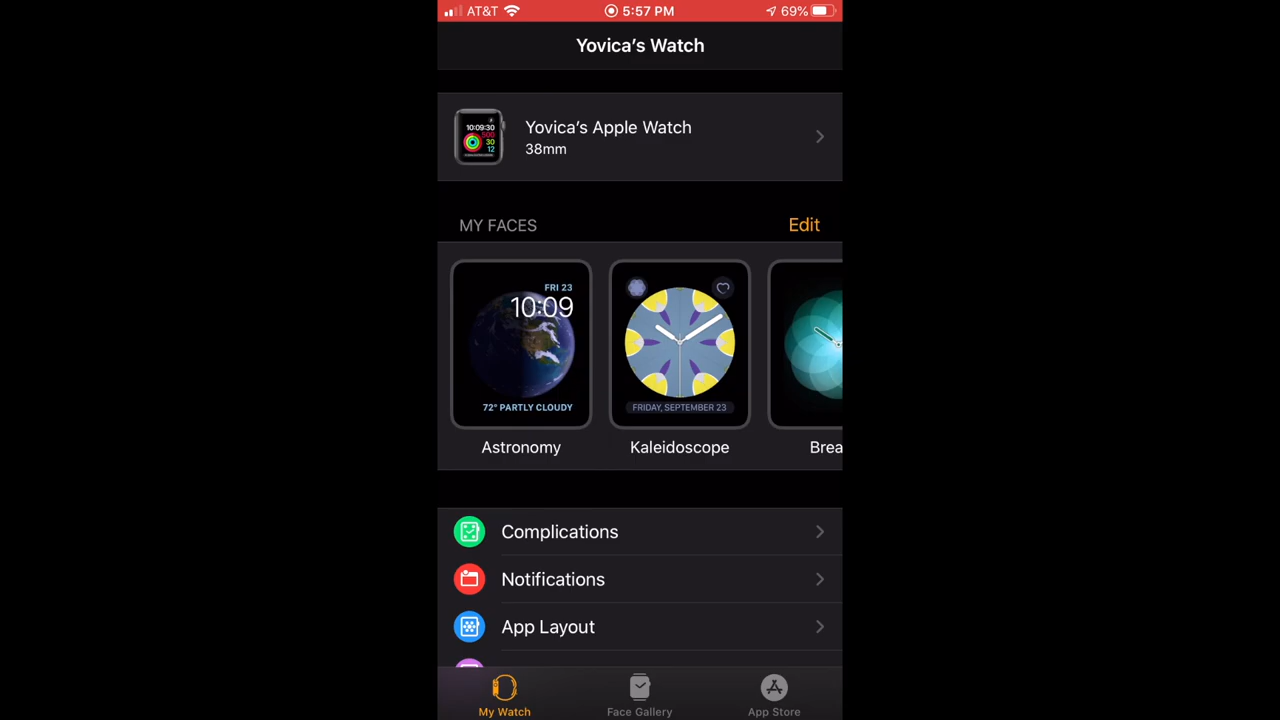 AT&T 5:57 PM 69%
Yovica's Watch
10:09:30
Yovica's Apple Watch
38mm
MY FACES Edit
FRI 23
10:09
72° PARTLY CLOUDY
FRIDAY, SEPTEMBER 23
Astronomy Kaleidoscope Brea
Complications
Notifications
App Layout
My Watch Face Gallery App Store